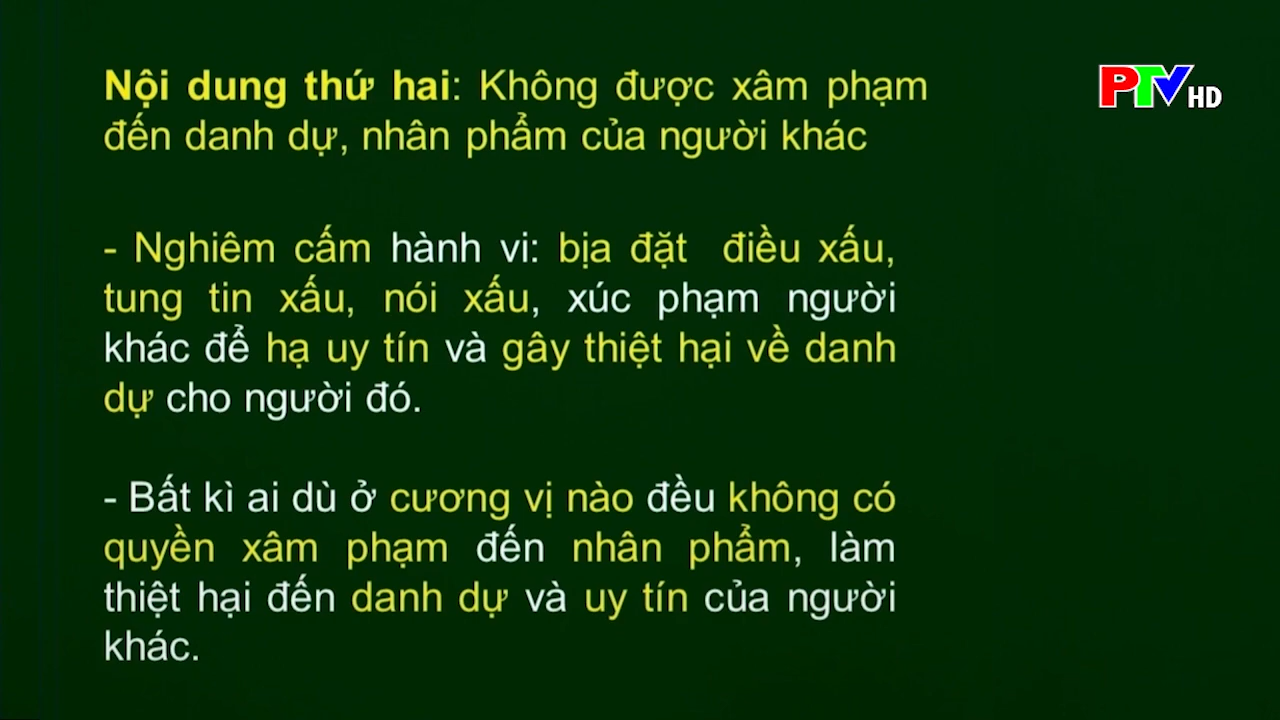 Nội dung thứ hai: Không được xâm phạm
đến danh dự, nhân phẩm của người khác
PTV HD
- Nghiêm cấm hành vi: bịa đặt điều xấu,
tung tin xấu, nói xấu, xúc phạm người
khác để hạ uy tín và gây thiệt hại về danh
dự cho người đó.
- Bất kì ai dù ở cương vị nào đều không có
quyền xâm phạm đến nhân phẩm, làm
thiệt hại đến danh dự và uy tín của người
khác.